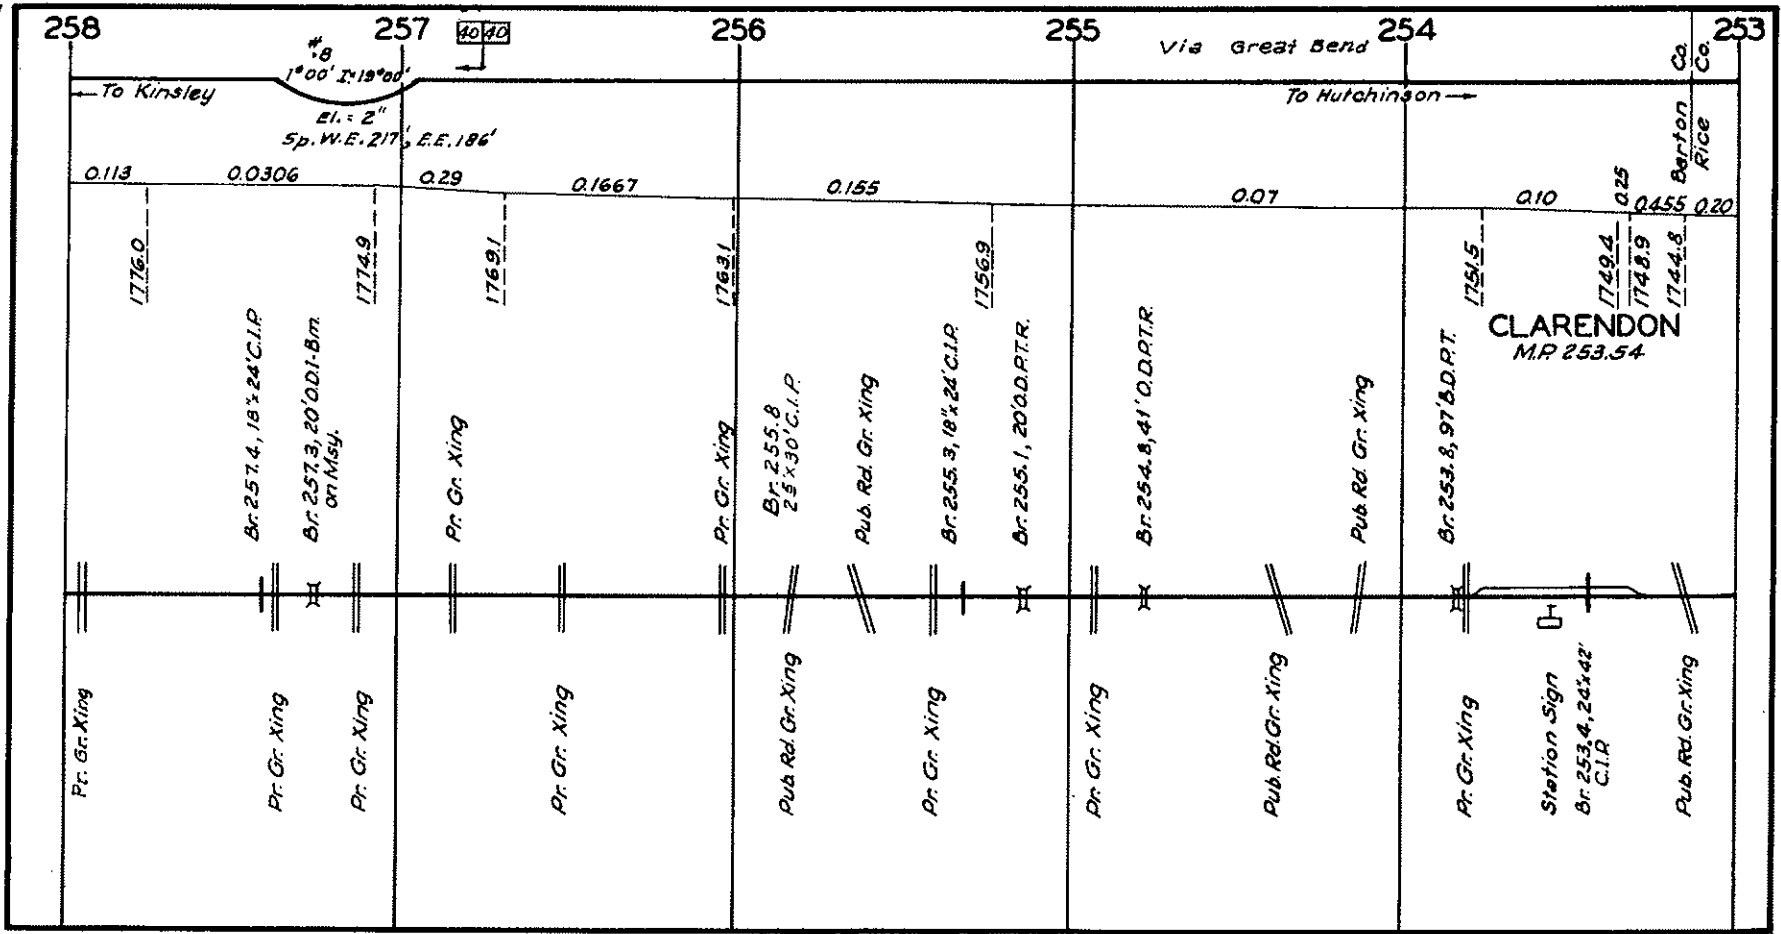 258
257
40 40
256
255
Via Great Bend
254
253
Barton Co.
Rice Co.
#8
1°00' I=19°00'
El. = 2"
Sp. W.E. 217', E.E. 186'
← To Kinsley
To Hutchinson →
0.113
0.0306
0.29
0.1667
0.155
0.07
0.10
0.25
0.455
0.20
1776.0
1774.9
1769.1
1763.1
1756.9
1751.5
1749.4
1748.9
1744.8
CLARENDON
M.P. 253.54
Br. 257.4, 18"x24' C.I.P.
Br. 257.3, 20' O.D. 1-Bm.
on Msy.
Pr. Gr. Xing
Pr. Gr. Xing
Br. 255.8
x 30' C.I.P.
Pub. Rd. Gr. Xing
Br. 255.3, 18"x24' C.I.P.
Br. 255.1, 20' O.D.P.T.R.
Br. 254.8, 41' O.D.P.T.R.
Pub. Rd. Gr. Xing
Br. 253.8, 97' B.D.P.T.
Pr. Gr. Xing
Pr. Gr. Xing
Pr. Gr. Xing
Pr. Gr. Xing
Pub. Rd. Gr. Xing
Pr. Gr. Xing
Pr. Gr. Xing
Pub. Rd. Gr. Xing
Pr. Gr. Xing
Station Sign
Br. 253.4, 24"x42'
C.I.P.
Pub. Rd. Gr. Xing